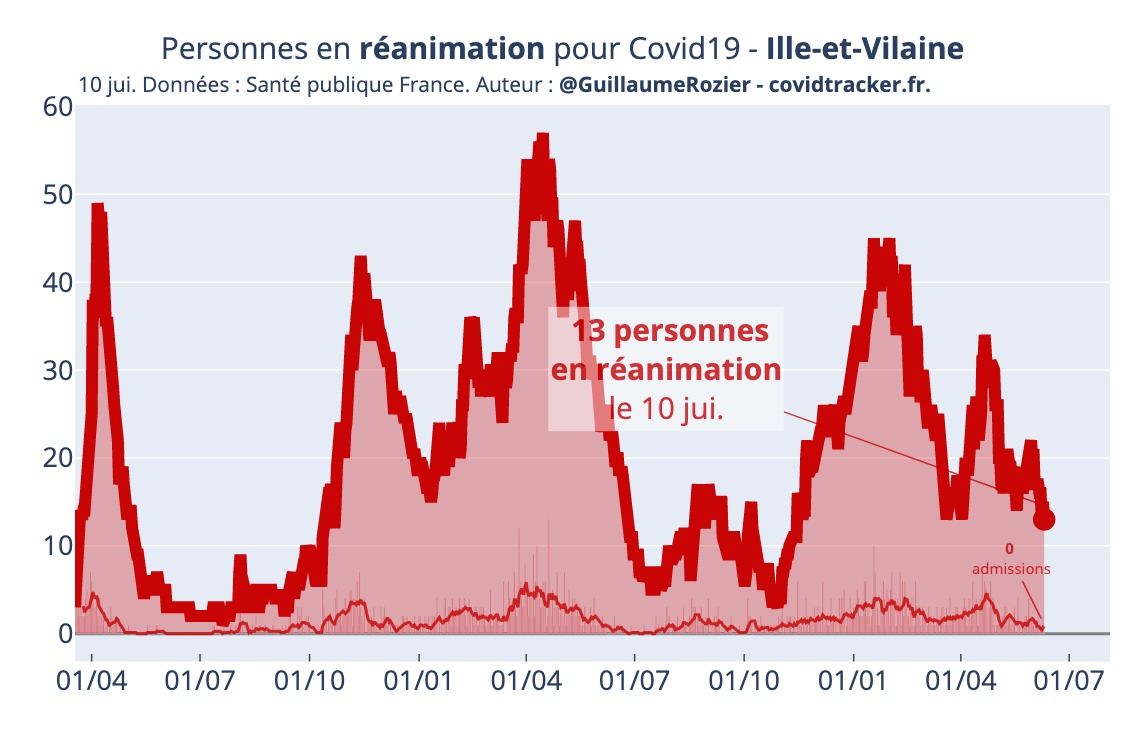 Personnes en réanimation pour Covid19 - Ille-et-Vilaine
10 jui. Données : Santé publique France. Auteur : @GuillaumeRozier - covidtracker.fr.
60
50
40
30
20
10
0
13 personnes
en réanimation
le 10 jui.
0
admissions
01/04 01/07 01/10 01/01 01/04 01/07 01/10 01/01 01/04 01/07